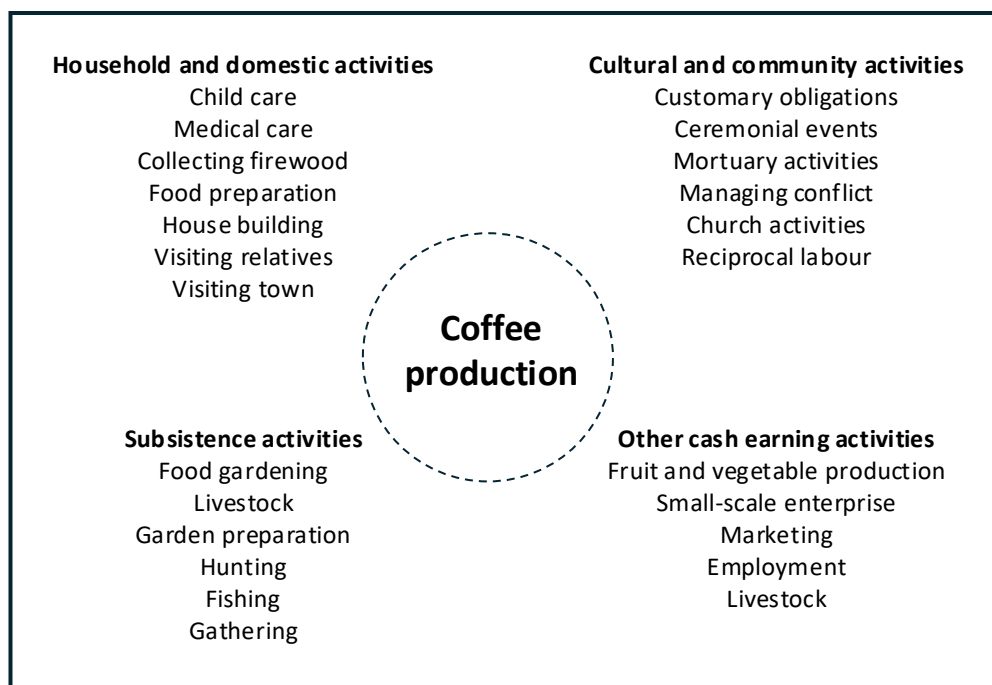 Household and domestic activities
Child care
Medical care
Collecting firewood
Food preparation
House building
Visiting relatives
Visiting town
Cultural and community activities
Customary obligations
Ceremonial events
Mortuary activities
Managing conflict
Church activities
Reciprocal labour
Coffee
production
Subsistence activities
Food gardening
Livestock
Garden preparation
Hunting
Fishing
Gathering
Other cash earning activities
Fruit and vegetable production
Small-scale enterprise
Marketing
Employment
Livestock